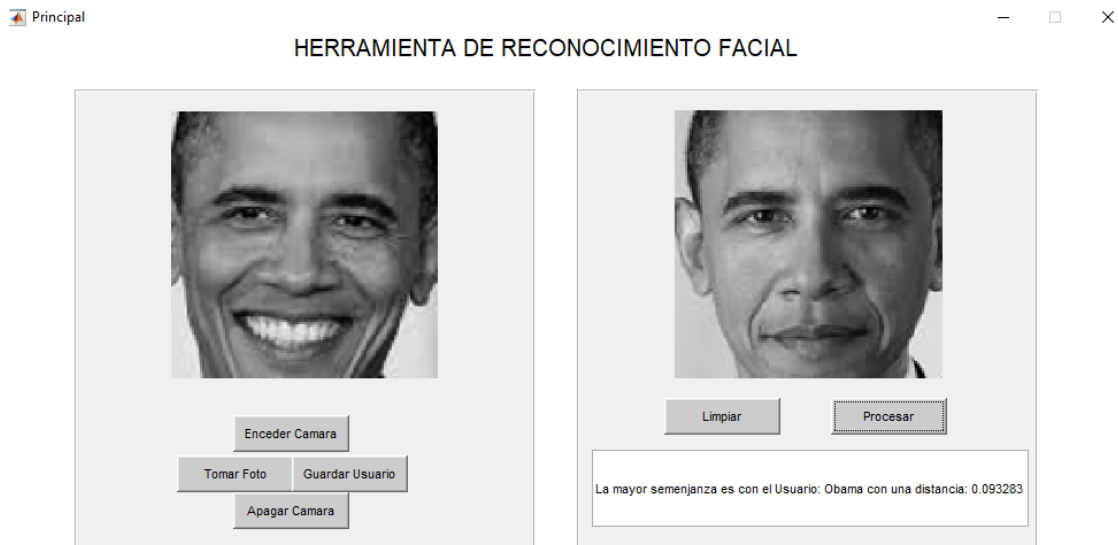 Principal
HERRAMIENTA DE RECONOCIMIENTO FACIAL
Enceder Camara
Tomar Foto
Guardar Usuario
Apagar Camara
Limpiar
Procesar
La mayor semenjanza es con el Usuario: Obama con una distancia: 0.093283